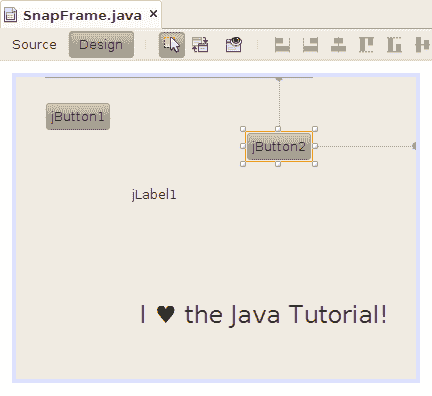 SnapFrame.java
Source Design
jButton1
jButton2
jLabel1
I ♥ the Java Tutorial!